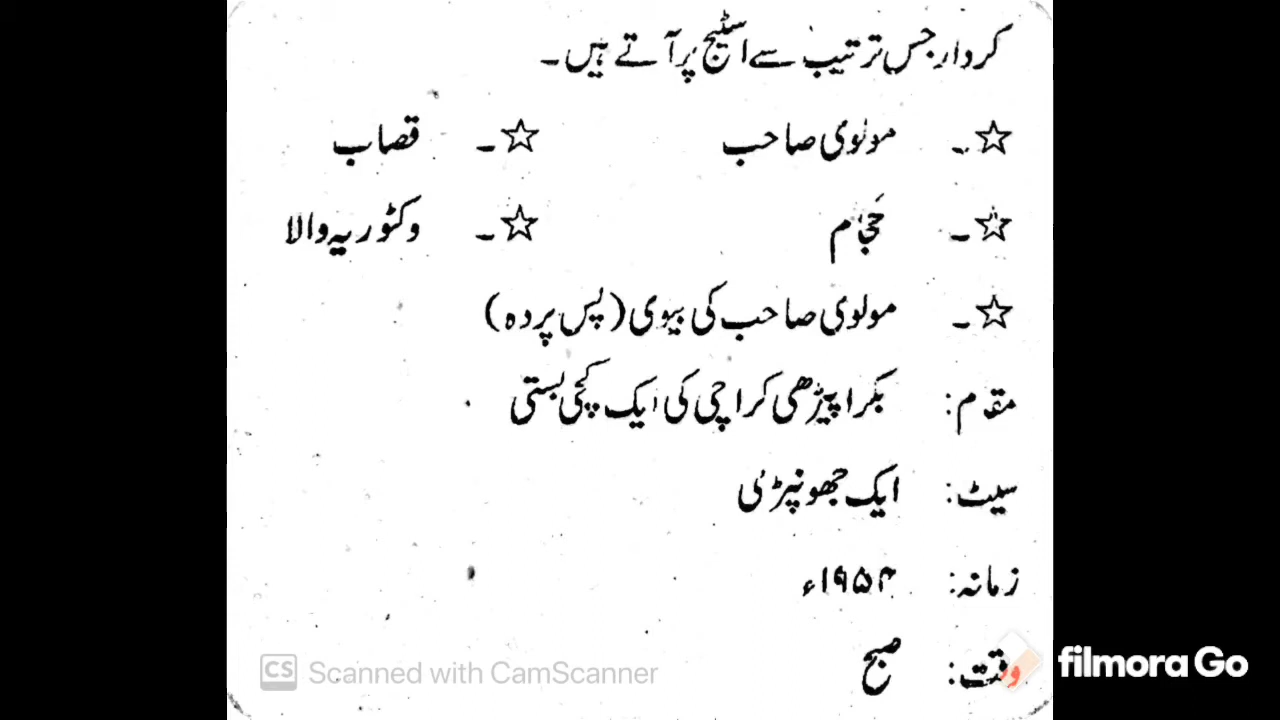 کردار جس ترتیب سے اسٹیج پر آتے ہیں۔
☆۔ مولوی صاحب ☆۔ قصاب
☆۔ حَجّام ☆۔ وکٹوریہ والا
☆۔ مولوی صاحب کی بیوی (پس پردہ)
مقام: بکرا پیڑھی کراچی کی ایک کچی بستی
سیٹ: ایک جھونپڑی
زمانہ: ۱۹۵۴ء
وقت: صبح
CS Scanned with CamScanner
filmora Go